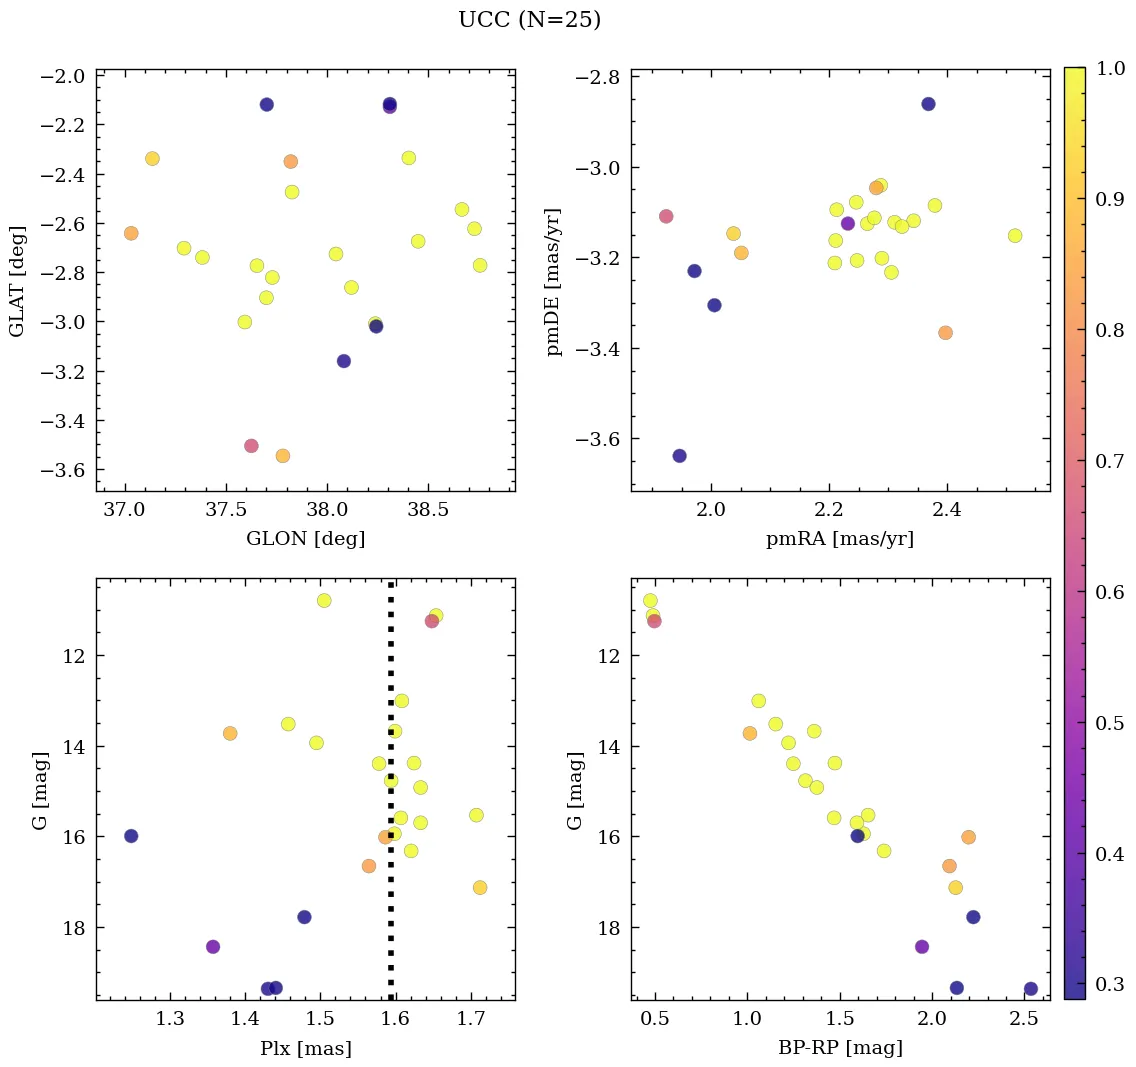 UCC (N=25)
−2.0
−2.2
−2.4
−2.6
−2.8
−3.0
−3.2
−3.4
−3.6
GLAT [deg]
37.0 37.5 38.0 38.5
GLON [deg]
−2.8
−3.0
−3.2
−3.4
−3.6
pmDE [mas/yr]
2.0 2.2 2.4
pmRA [mas/yr]
12
14
16
18
G [mag]
1.3 1.4 1.5 1.6 1.7
Plx [mas]
12
14
16
18
G [mag]
0.5 1.0 1.5 2.0 2.5
BP-RP [mag]
1.0
0.9
0.8
0.7
0.6
0.5
0.4
0.3